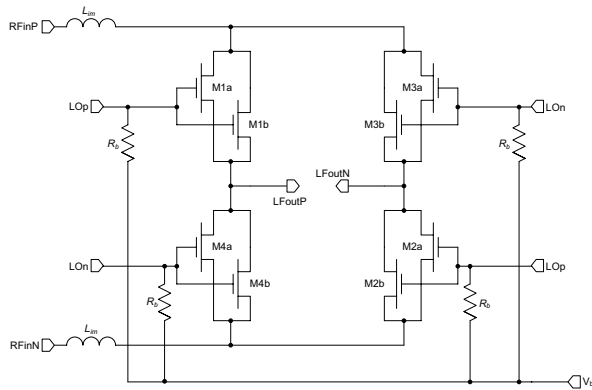 RFinP
Lim
M1a
M3a
LOp
LOn
M1b
M3b
Rb
Rb
LFoutP
LFoutN
M4a
M2a
LOn
LOp
M4b
M2b
Rb
Rb
RFinN
Lim